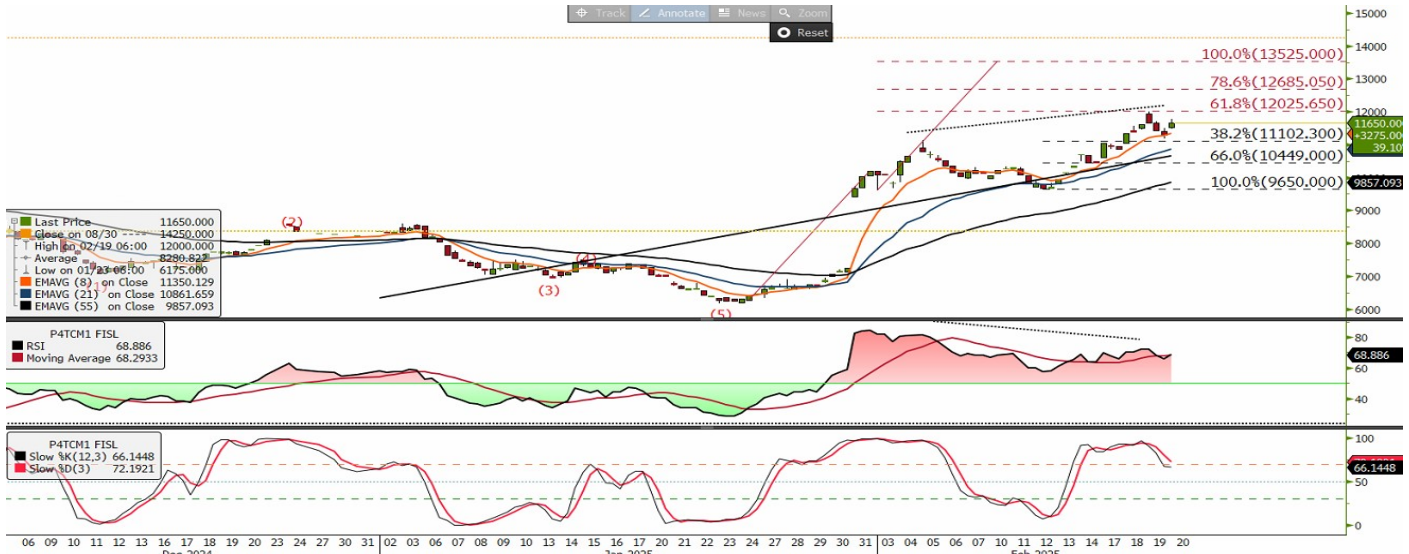 Track Annotate News Zoom
Reset
15000
14000
13000
12000
9000
8000
7000
6000
100.0%(13525.000)
78.6%(12685.050)
61.8%(12025.650)
38.2%(11102.300)
66.0%(10449.000)
100.0%(9650.000)
11650.000
+3275.000
39.10%
9857.093
Last Price 11650.000
Close on 08/30 ---- 14250.000
High on 02/19 06:00 12000.000
Average 8280.822
Low on 01/23 06:00 6175.000
EMAVG (8) on Close 11350.129
EMAVG (21) on Close 10861.659
EMAVG (55) on Close 9857.093
(1)
(2)
(3)
(4)
(5)
P4TCM1 FISL
RSI 68.886
Moving Average 68.2933
80
68.886
40
P4TCM1 FISL
Slow %K(12,3) 66.1448
Slow %D(3) 72.1921
100
66.1448
50
0
06 09 10 11 12 13 16 17 18 19 20 23 24 27 30 31 02 03 06 07 08 09 10 13 14 15 16 17 20 21 22 23 24 27 28 29 30 31 03 04 05 06 07 10 11 12 13 14 17 18 19 20
Dec 2024 Jan 2025 Feb 2025